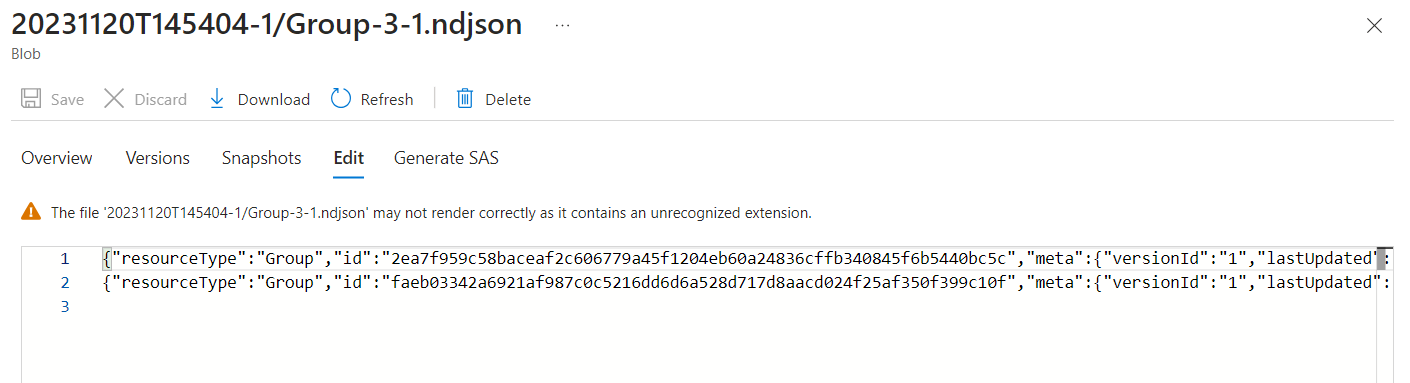 20231120T145404-1/Group-3-1.ndjson ...
Blob
Save Discard Download Refresh Delete
Overview Versions Snapshots Edit Generate SAS
The file '20231120T145404-1/Group-3-1.ndjson' may not render correctly as it contains an unrecognized extension.
1 {"resourceType":"Group","id":"2ea7f959c58baceaf2c606779a45f1204eb60a24836cffb340845f6b5440bc5c","meta":{"versionId":"1","lastUpdated":
2 {"resourceType":"Group","id":"faeb03342a6921af987c0c5216dd6d6a528d717d8aacd024f25af350f399c10f","meta":{"versionId":"1","lastUpdated":
3